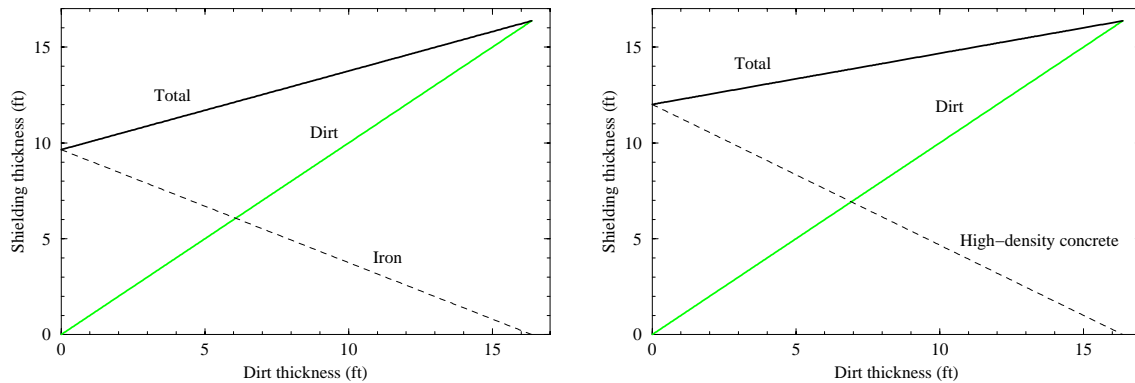 Shielding thickness (ft)
15
10
5
0
Total
Dirt
Iron
0 5 10 15
Dirt thickness (ft)
Shielding thickness (ft)
15
10
5
0
Total
Dirt
High−density concrete
0 5 10 15
Dirt thickness (ft)